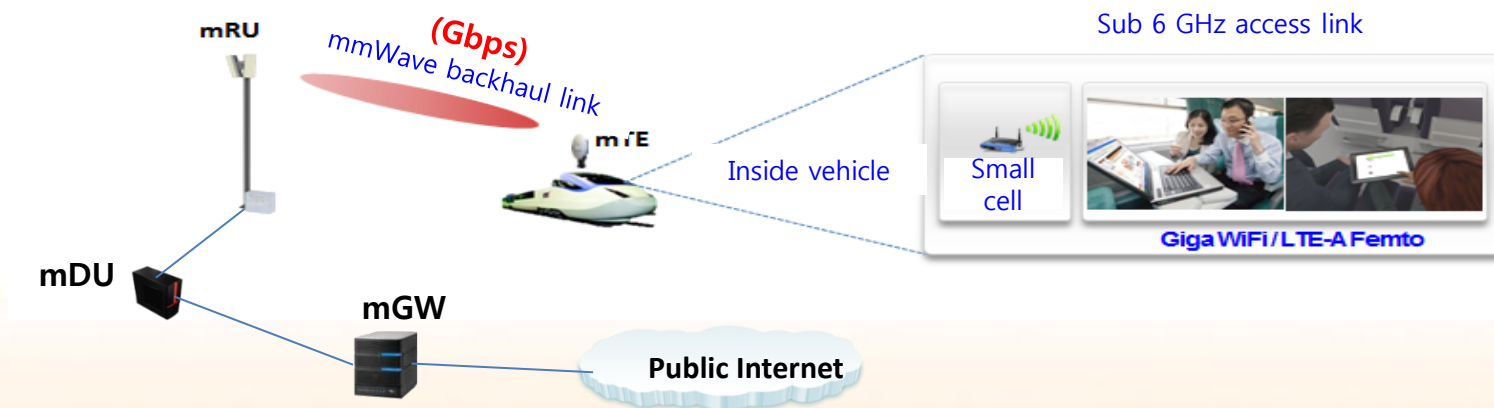 Sub 6 GHz access link
mRU
(Gbps)
mmWave backhaul link
Inside vehicle
Small
cell
Giga WiFi / LTE-A Femto
mDU
mGW
Public Internet